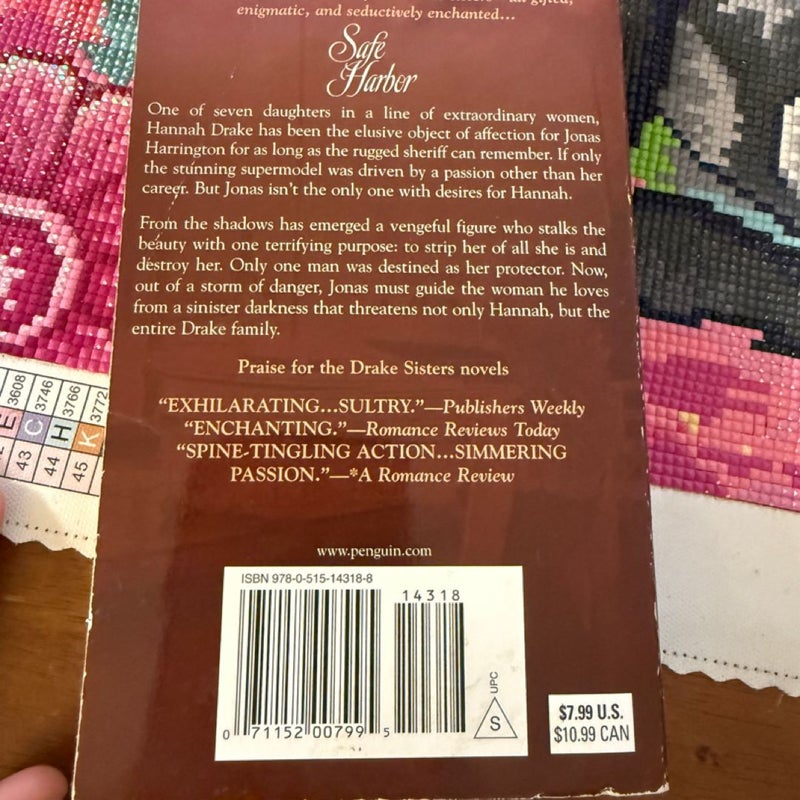 enigmatic, and seductively enchanted...
Safe
Harbor
One of seven daughters in a line of extraordinary women,
Hannah Drake has been the elusive object of affection for Jonas
Harrington for as long as the rugged sheriff can remember. If only
the stunning supermodel was driven by a passion other than her
career. But Jonas isn't the only one with desires for Hannah.
From the shadows has emerged a vengeful figure who stalks the
beauty with one terrifying purpose: to strip her of all she is and
destroy her. Only one man was destined as her protector. Now,
out of a storm of danger, Jonas must guide the woman he loves
from a sinister darkness that threatens not only Hannah, but the
entire Drake family.
Praise for the Drake Sisters novels
"EXHILARATING...SULTRY."—Publishers Weekly
"ENCHANTING."—Romance Reviews Today
"SPINE-TINGLING ACTION...SIMMERING
PASSION."—*A Romance Review
www.penguin.com
ISBN 978-0-515-14318-8
14318
0 71152 00799 5
UPC
S
$7.99 U.S.
$10.99 CAN
E 3608
43 C 3746
44 H 3766
45 K 3772